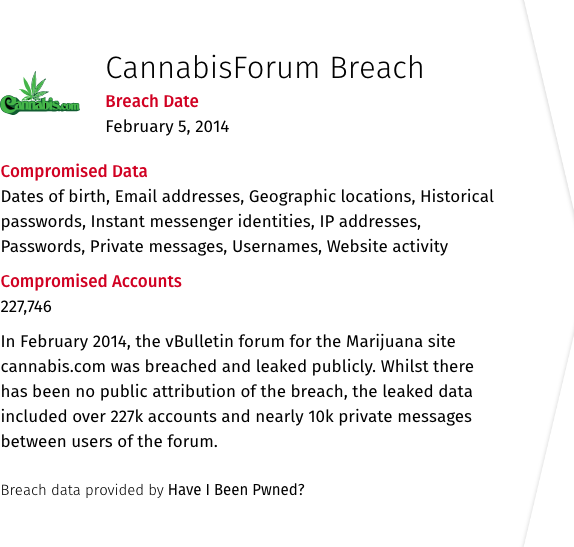 CannabisForum Breach
Cannabis.com
Breach Date
February 5, 2014
Compromised Data
Dates of birth, Email addresses, Geographic locations, Historical
passwords, Instant messenger identities, IP addresses,
Passwords, Private messages, Usernames, Website activity
Compromised Accounts
227,746
In February 2014, the vBulletin forum for the Marijuana site
cannabis.com was breached and leaked publicly. Whilst there
has been no public attribution of the breach, the leaked data
included over 227k accounts and nearly 10k private messages
between users of the forum.
Breach data provided by Have I Been Pwned?